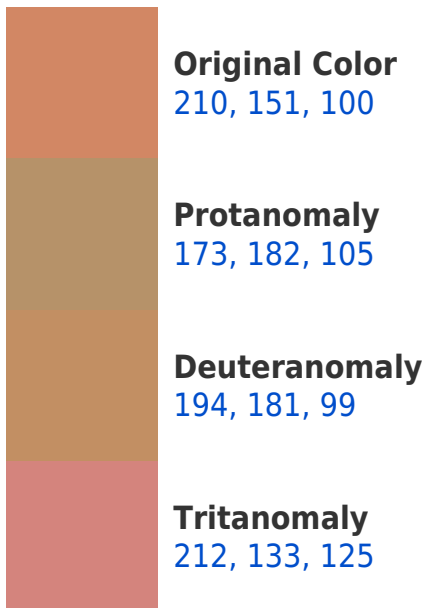 Original Color
210, 151, 100
Protanomaly
173, 182, 105
Deuteranomaly
194, 181, 99
Tritanomaly
212, 133, 125